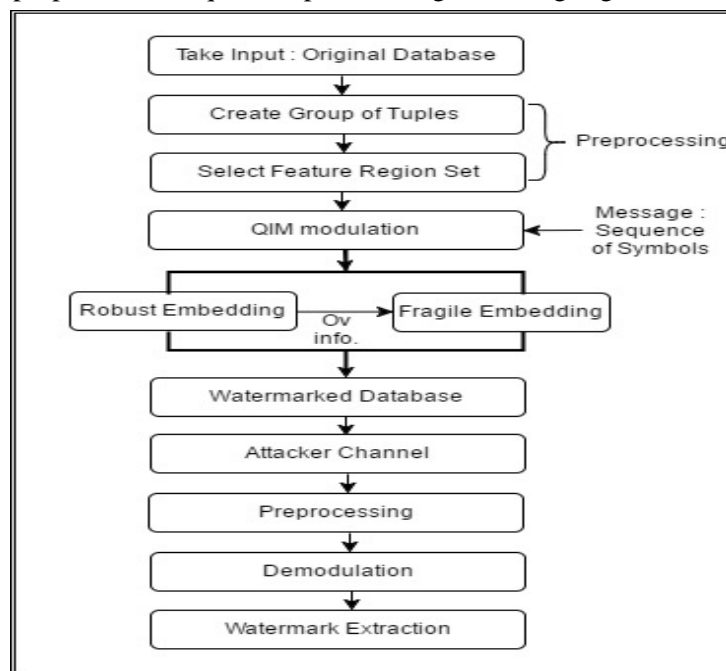 Take Input : Original Database
Create Group of Tuples
Preprocessing
Select Feature Region Set
QIM modulation
Message :
Sequence
of Symbols
Robust Embedding
Ov
info.
Fragile Embedding
Watermarked Database
Attacker Channel
Preprocessing
Demodulation
Watermark Extraction